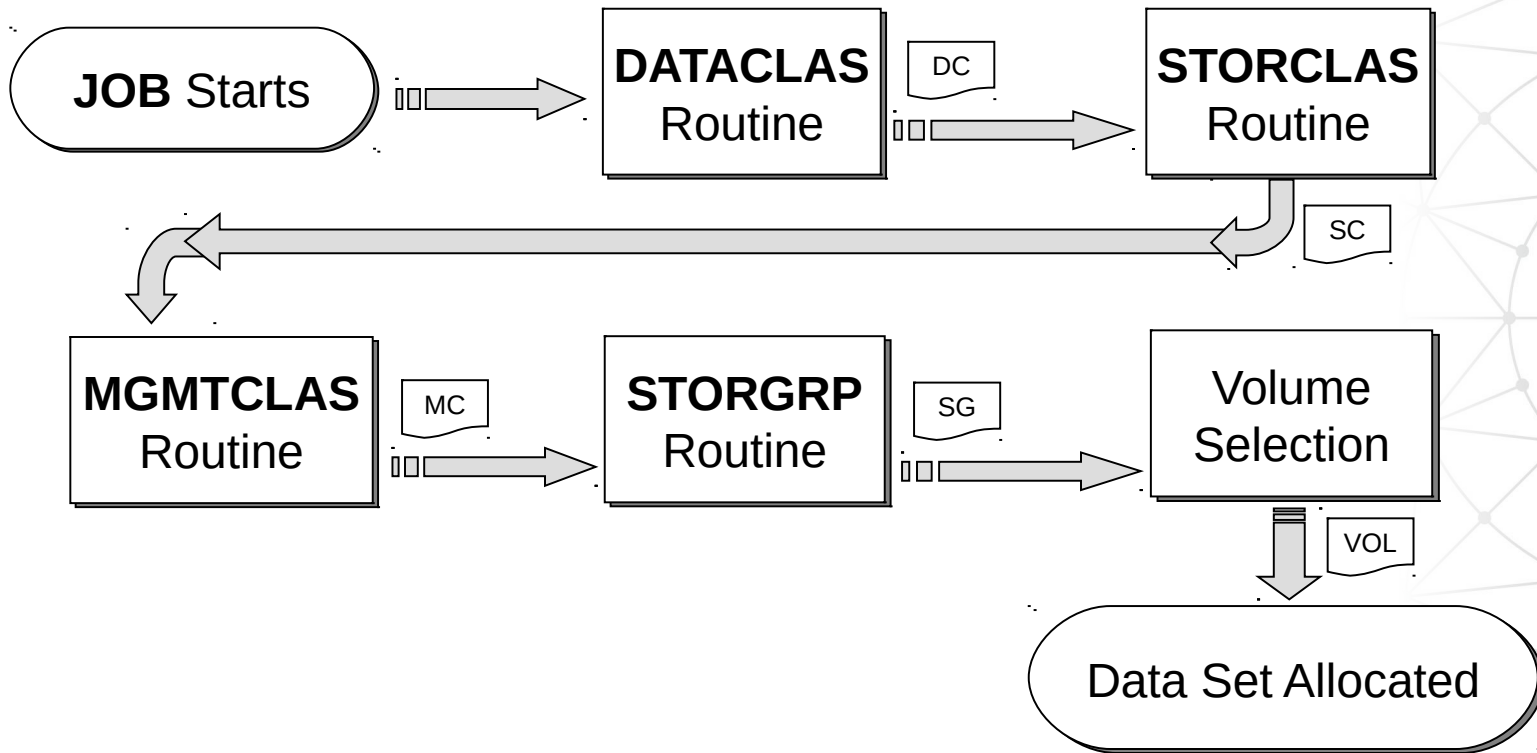 JOB Starts
DATACLAS
Routine
DC
STORCLAS
Routine
SC
MGMTCLAS
Routine
MC
STORGRP
Routine
SG
Volume
Selection
VOL
Data Set Allocated